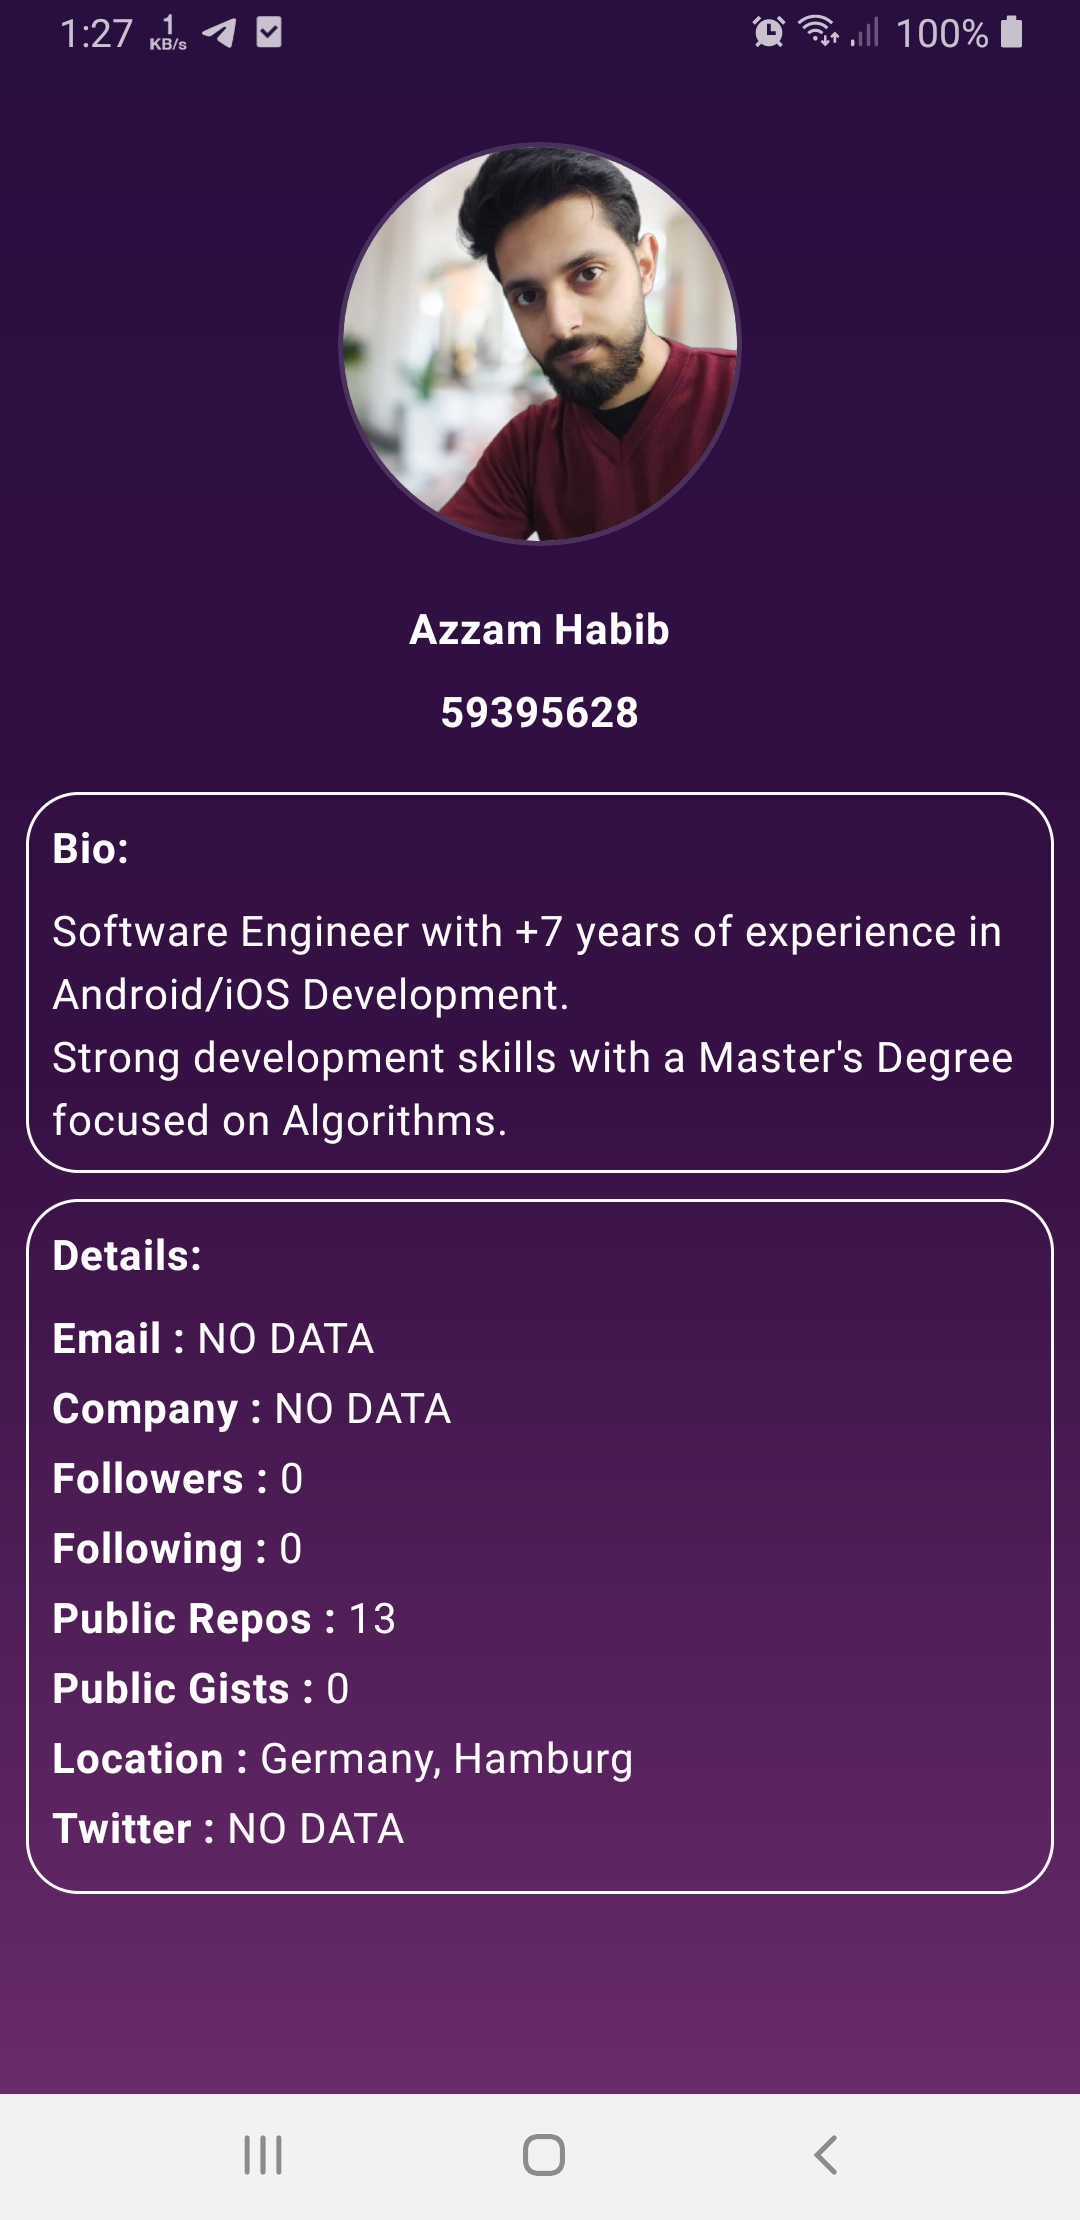 1:27 1 KB/s 100%
Azzam Habib
59395628
Bio:
Software Engineer with +7 years of experience in
Android/iOS Development.
Strong development skills with a Master's Degree
focused on Algorithms.
Details:
Email : NO DATA
Company : NO DATA
Followers : 0
Following : 0
Public Repos : 13
Public Gists : 0
Location : Germany, Hamburg
Twitter : NO DATA